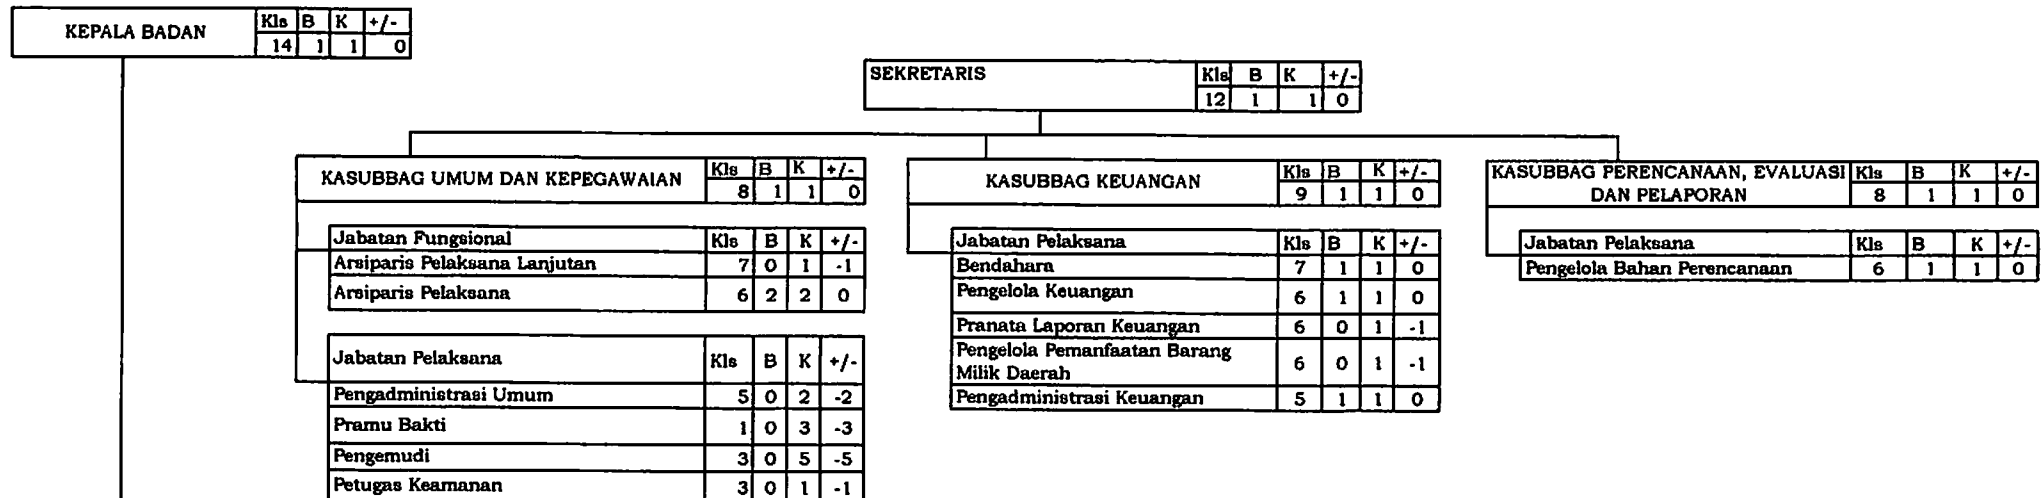 KEPALA BADAN Kls B K +/-
14 1 1 0
SEKRETARIS Kls B K +/-
12 1 1 0
KASUBBAG UMUM DAN KEPEGAWAIAN Kls B K +/-
8 1 1 0
Jabatan Fungsional Kls B K +/-
Arsiparis Pelaksana Lanjutan 7 0 1 -1
Arsiparis Pelaksana 6 2 2 0
Jabatan Pelaksana Kls B K +/-
Pengadministrasi Umum 5 0 2 -2
Pramu Bakti 1 0 3 -3
Pengemudi 3 0 5 -5
Petugas Keamanan 3 0 1 -1
KASUBBAG KEUANGAN Kls B K +/-
9 1 1 0
Jabatan Pelaksana Kls B K +/-
Bendahara 7 1 1 0
Pengelola Keuangan 6 1 1 0
Pranata Laporan Keuangan 6 0 1 -1
Pengelola Pemanfaatan Barang
Milik Daerah 6 0 1 -1
Pengadministrasi Keuangan 5 1 1 0
KASUBBAG PERENCANAAN, EVALUASI Kls B K +/-
DAN PELAPORAN 8 1 1 0
Jabatan Pelaksana Kls B K +/-
Pengelola Bahan Perencanaan 6 1 1 0